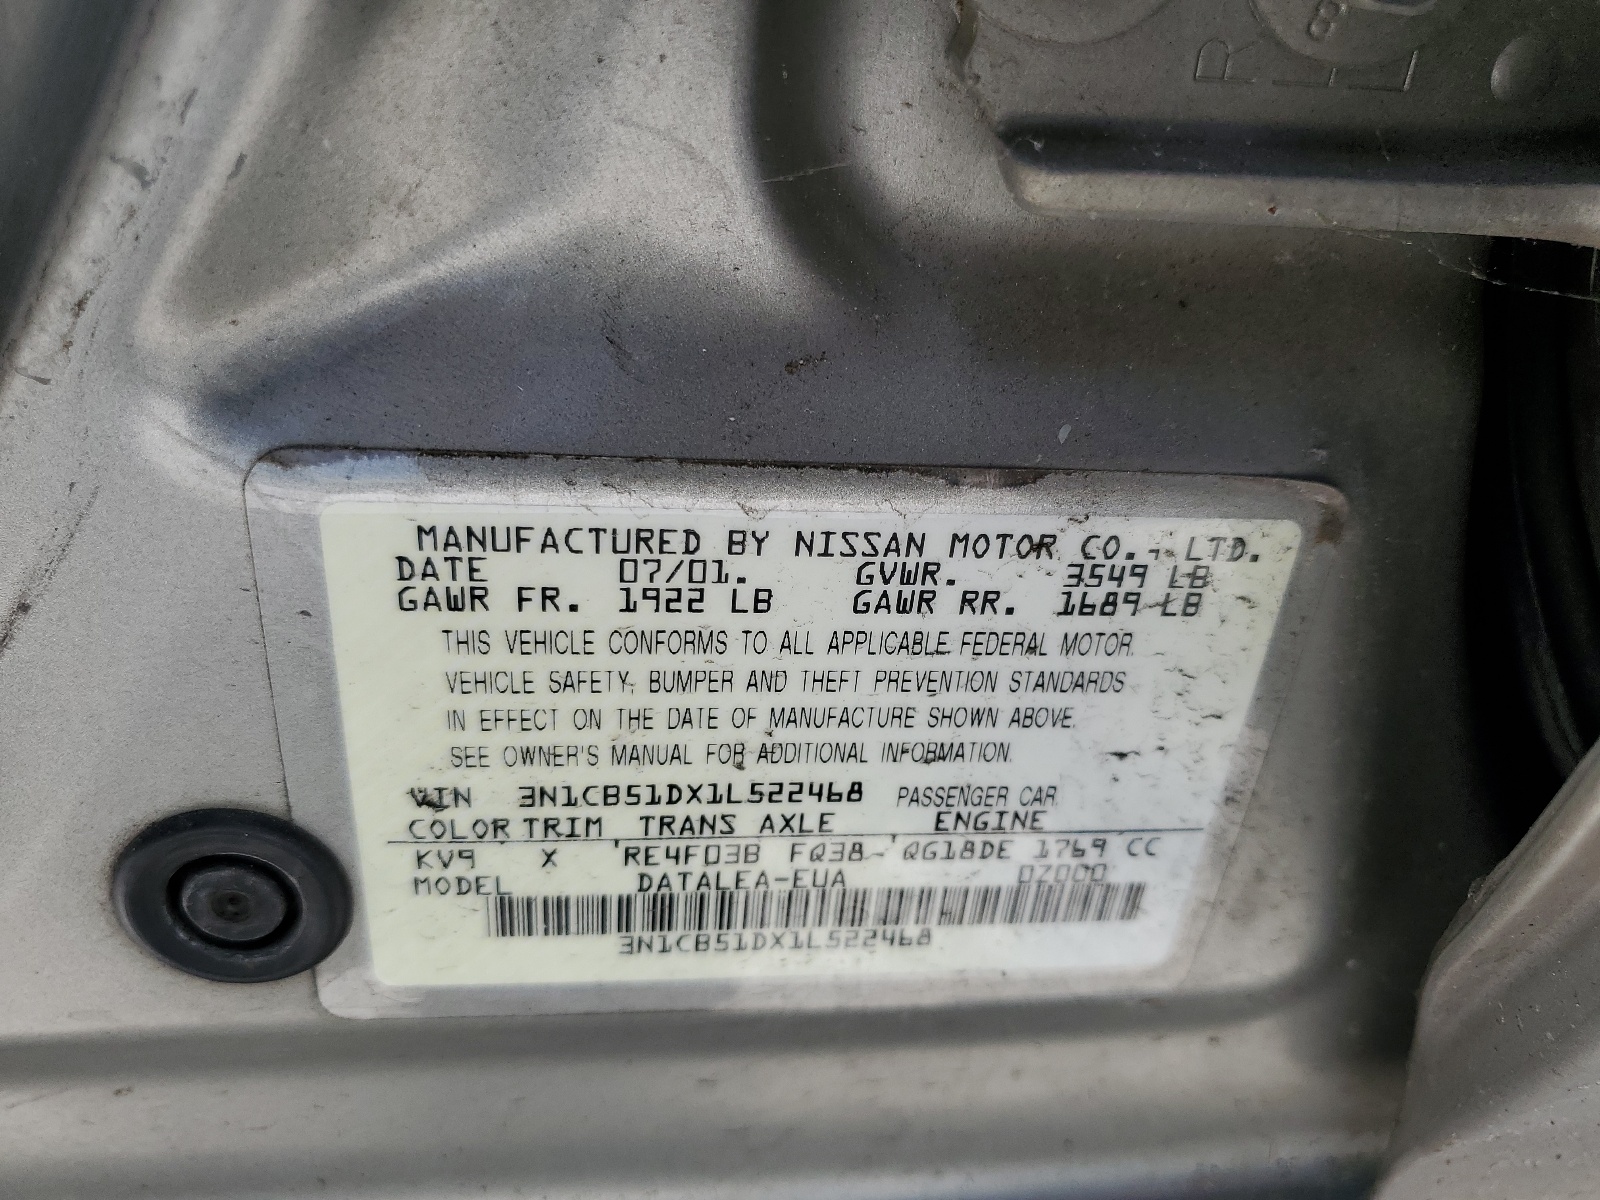 R
8
MANUFACTURED BY NISSAN MOTOR CO., LTD.
DATE 07/01. GVWR. 3549 LB
GAWR FR. 1922 LB GAWR RR. 1689 LB
THIS VEHICLE CONFORMS TO ALL APPLICABLE FEDERAL MOTOR
VEHICLE SAFETY, BUMPER AND THEFT PREVENTION STANDARDS
IN EFFECT ON THE DATE OF MANUFACTURE SHOWN ABOVE.
SEE OWNER'S MANUAL FOR ADDITIONAL INFORMATION.
VIN 3N1CB51DX1L522468 PASSENGER CAR
COLOR TRIM TRANS AXLE ENGINE
KV9 X RE4F03B FQ38 QG18DE 1769 CC
MODEL DATALEA-EUA 0Z000
3N1CB51DX1L522468